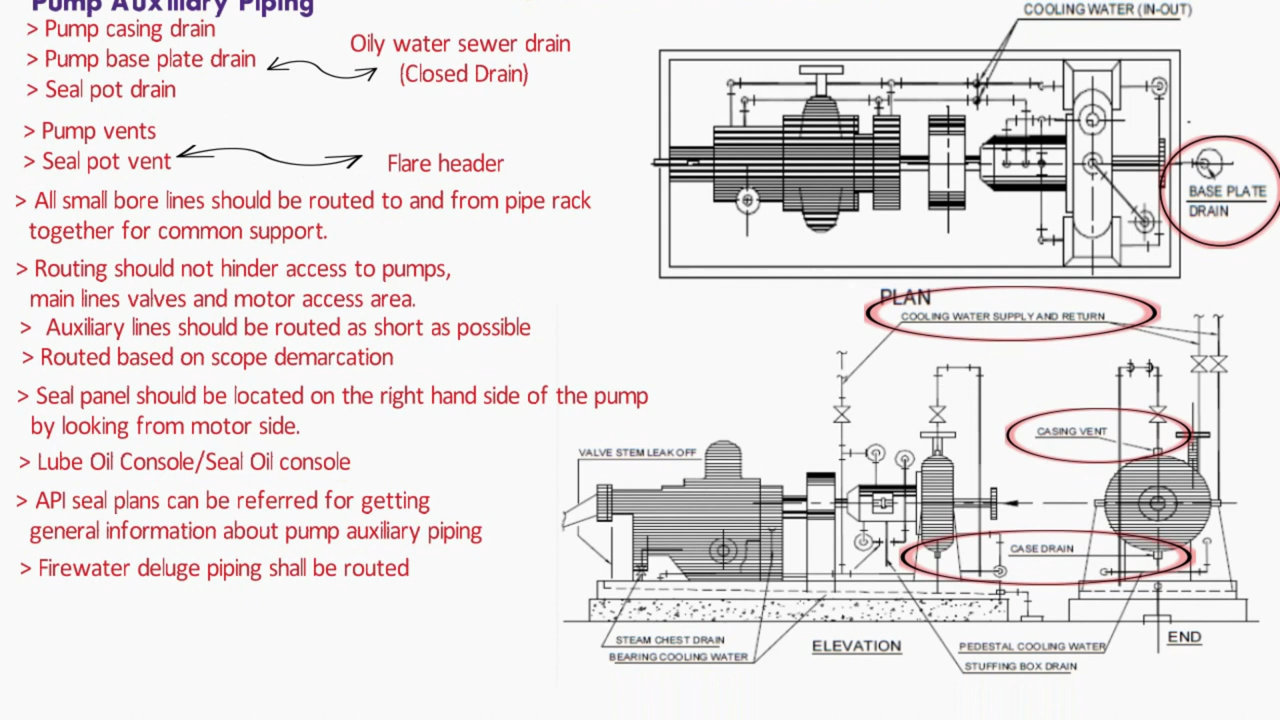 Pump Auxiliary Piping
> Pump casing drain
> Pump base plate drain
> Seal pot drain
Oily water sewer drain
(Closed Drain)
> Pump vents
> Seal pot vent
Flare header
> All small bore lines should be routed to and from pipe rack
together for common support.
> Routing should not hinder access to pumps,
main lines valves and motor access area.
> Auxiliary lines should be routed as short as possible
> Routed based on scope demarcation
> Seal panel should be located on the right hand side of the pump
by looking from motor side.
> Lube Oil Console/Seal Oil console
> API seal plans can be referred for getting
general information about pump auxiliary piping
> Firewater deluge piping shall be routed
COOLING WATER (IN-OUT)
BASE PLATE
DRAIN
PLAN
COOLING WATER SUPPLY AND RETURN
CASING VENT
VALVE STEM LEAK OFF
CASE DRAIN
STEAM CHEST DRAIN
BEARING COOLING WATER
ELEVATION
PEDESTAL COOLING WATER
STUFFING BOX DRAIN
END